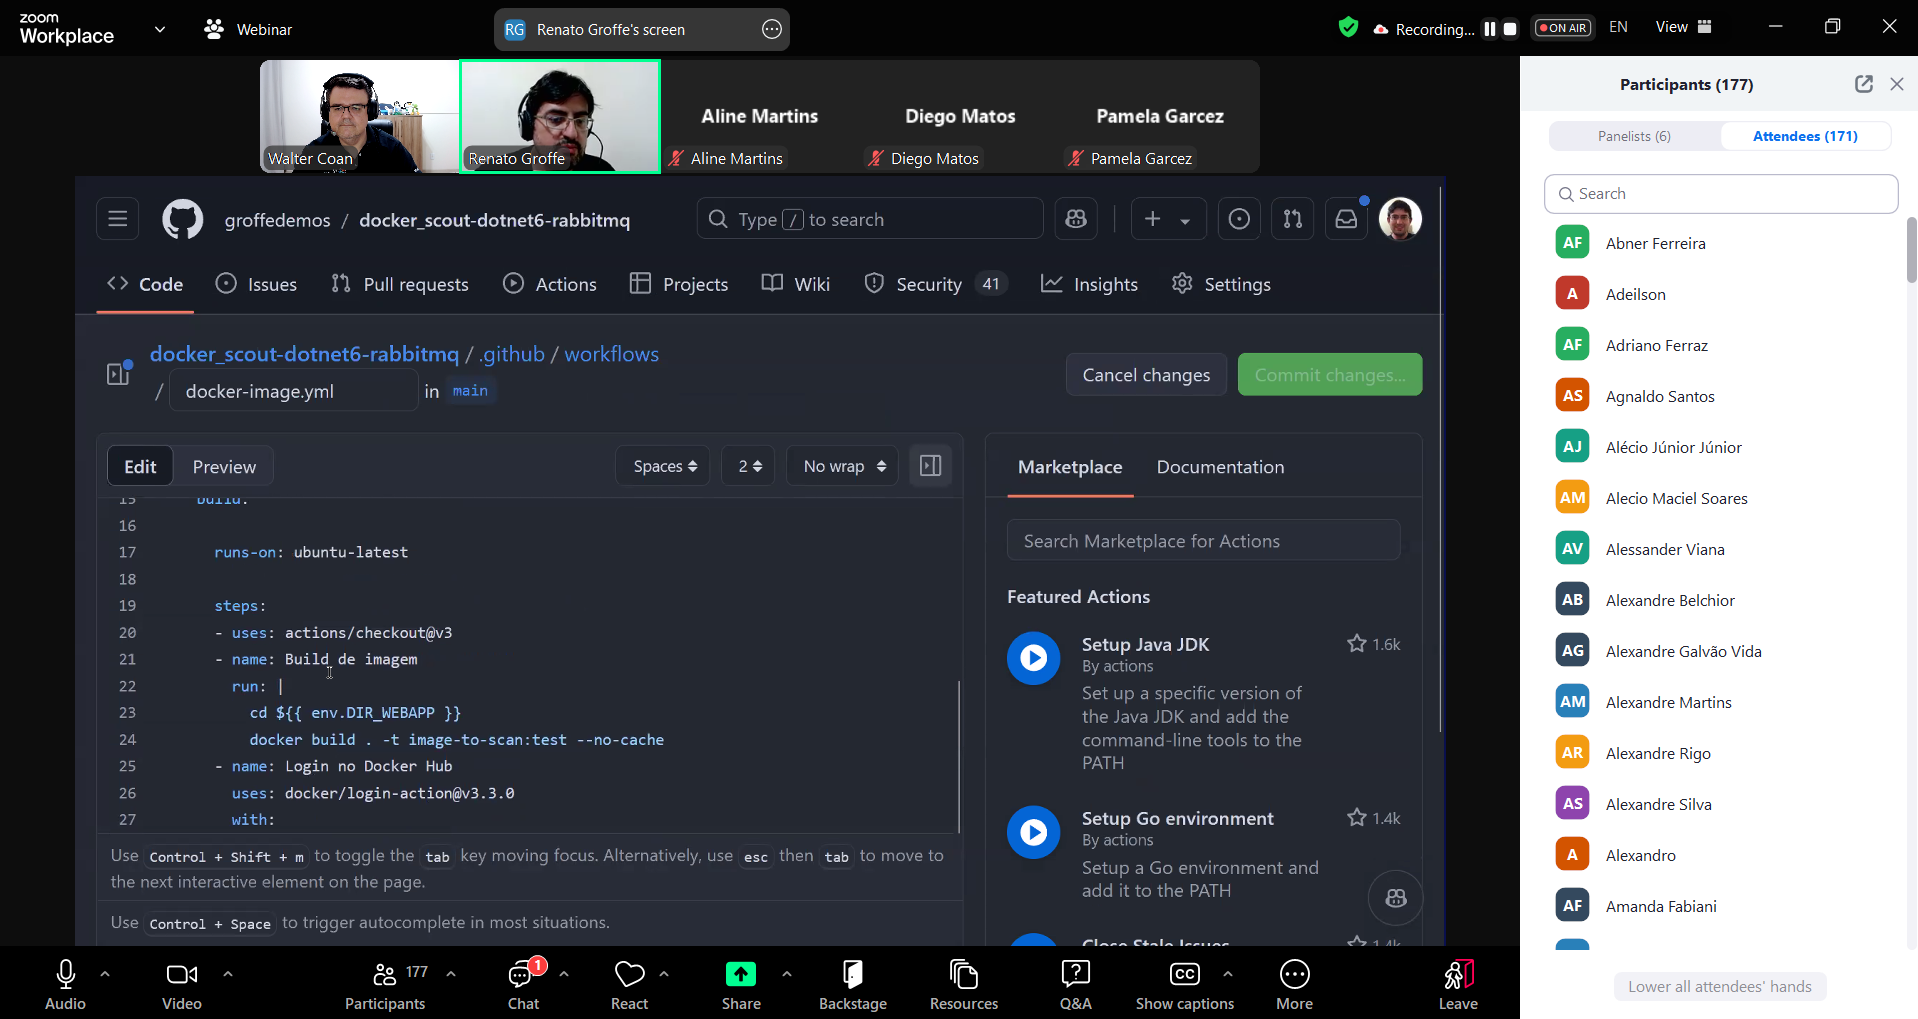 zoom
Workplace
Webinar
RG Renato Groffe's screen
Recording...
ON AIR
EN
View
Walter Coan
Renato Groffe
Aline Martins
Aline Martins
Diego Matos
Diego Matos
Pamela Garcez
Pamela Garcez
groffedemos / docker_scout-dotnet6-rabbitmq
Type / to search
Code
Issues
Pull requests
Actions
Projects
Wiki
Security 41
Insights
Settings
docker_scout-dotnet6-rabbitmq / .github / workflows
/ docker-image.yml in main
Cancel changes
Commit changes...
Edit
Preview
Spaces
2
No wrap
15 build:
16
17 runs-on: ubuntu-latest
18
19 steps:
20 - uses: actions/checkout@v3
21 - name: Build de imagem
22 run: |
23 cd ${{ env.DIR_WEBAPP }}
24 docker build . -t image-to-scan:test --no-cache
25 - name: Login no Docker Hub
26 uses: docker/login-action@v3.3.0
27 with:
Use Control + Shift + m to toggle the tab key moving focus. Alternatively, use esc then tab to move to
the next interactive element on the page.
Use Control + Space to trigger autocomplete in most situations.
Marketplace
Documentation
Search Marketplace for Actions
Featured Actions
Setup Java JDK
1.6k
By actions
Set up a specific version of
the Java JDK and add the
command-line tools to the
PATH
Setup Go environment
1.4k
By actions
Setup a Go environment and
add it to the PATH
Close Stale Issues
1.4k
Participants (177)
Panelists (6)
Attendees (171)
Search
AF Abner Ferreira
A Adeilson
AF Adriano Ferraz
AS Agnaldo Santos
AJ Alécio Júnior Júnior
AM Alecio Maciel Soares
AV Alessander Viana
AB Alexandre Belchior
AG Alexandre Galvão Vida
AM Alexandre Martins
AR Alexandre Rigo
AS Alexandre Silva
A Alexandro
AF Amanda Fabiani
Lower all attendees' hands
Audio
Video
177
Participants
1
Chat
React
Share
Backstage
Resources
Q&A
CC
Show captions
More
Leave